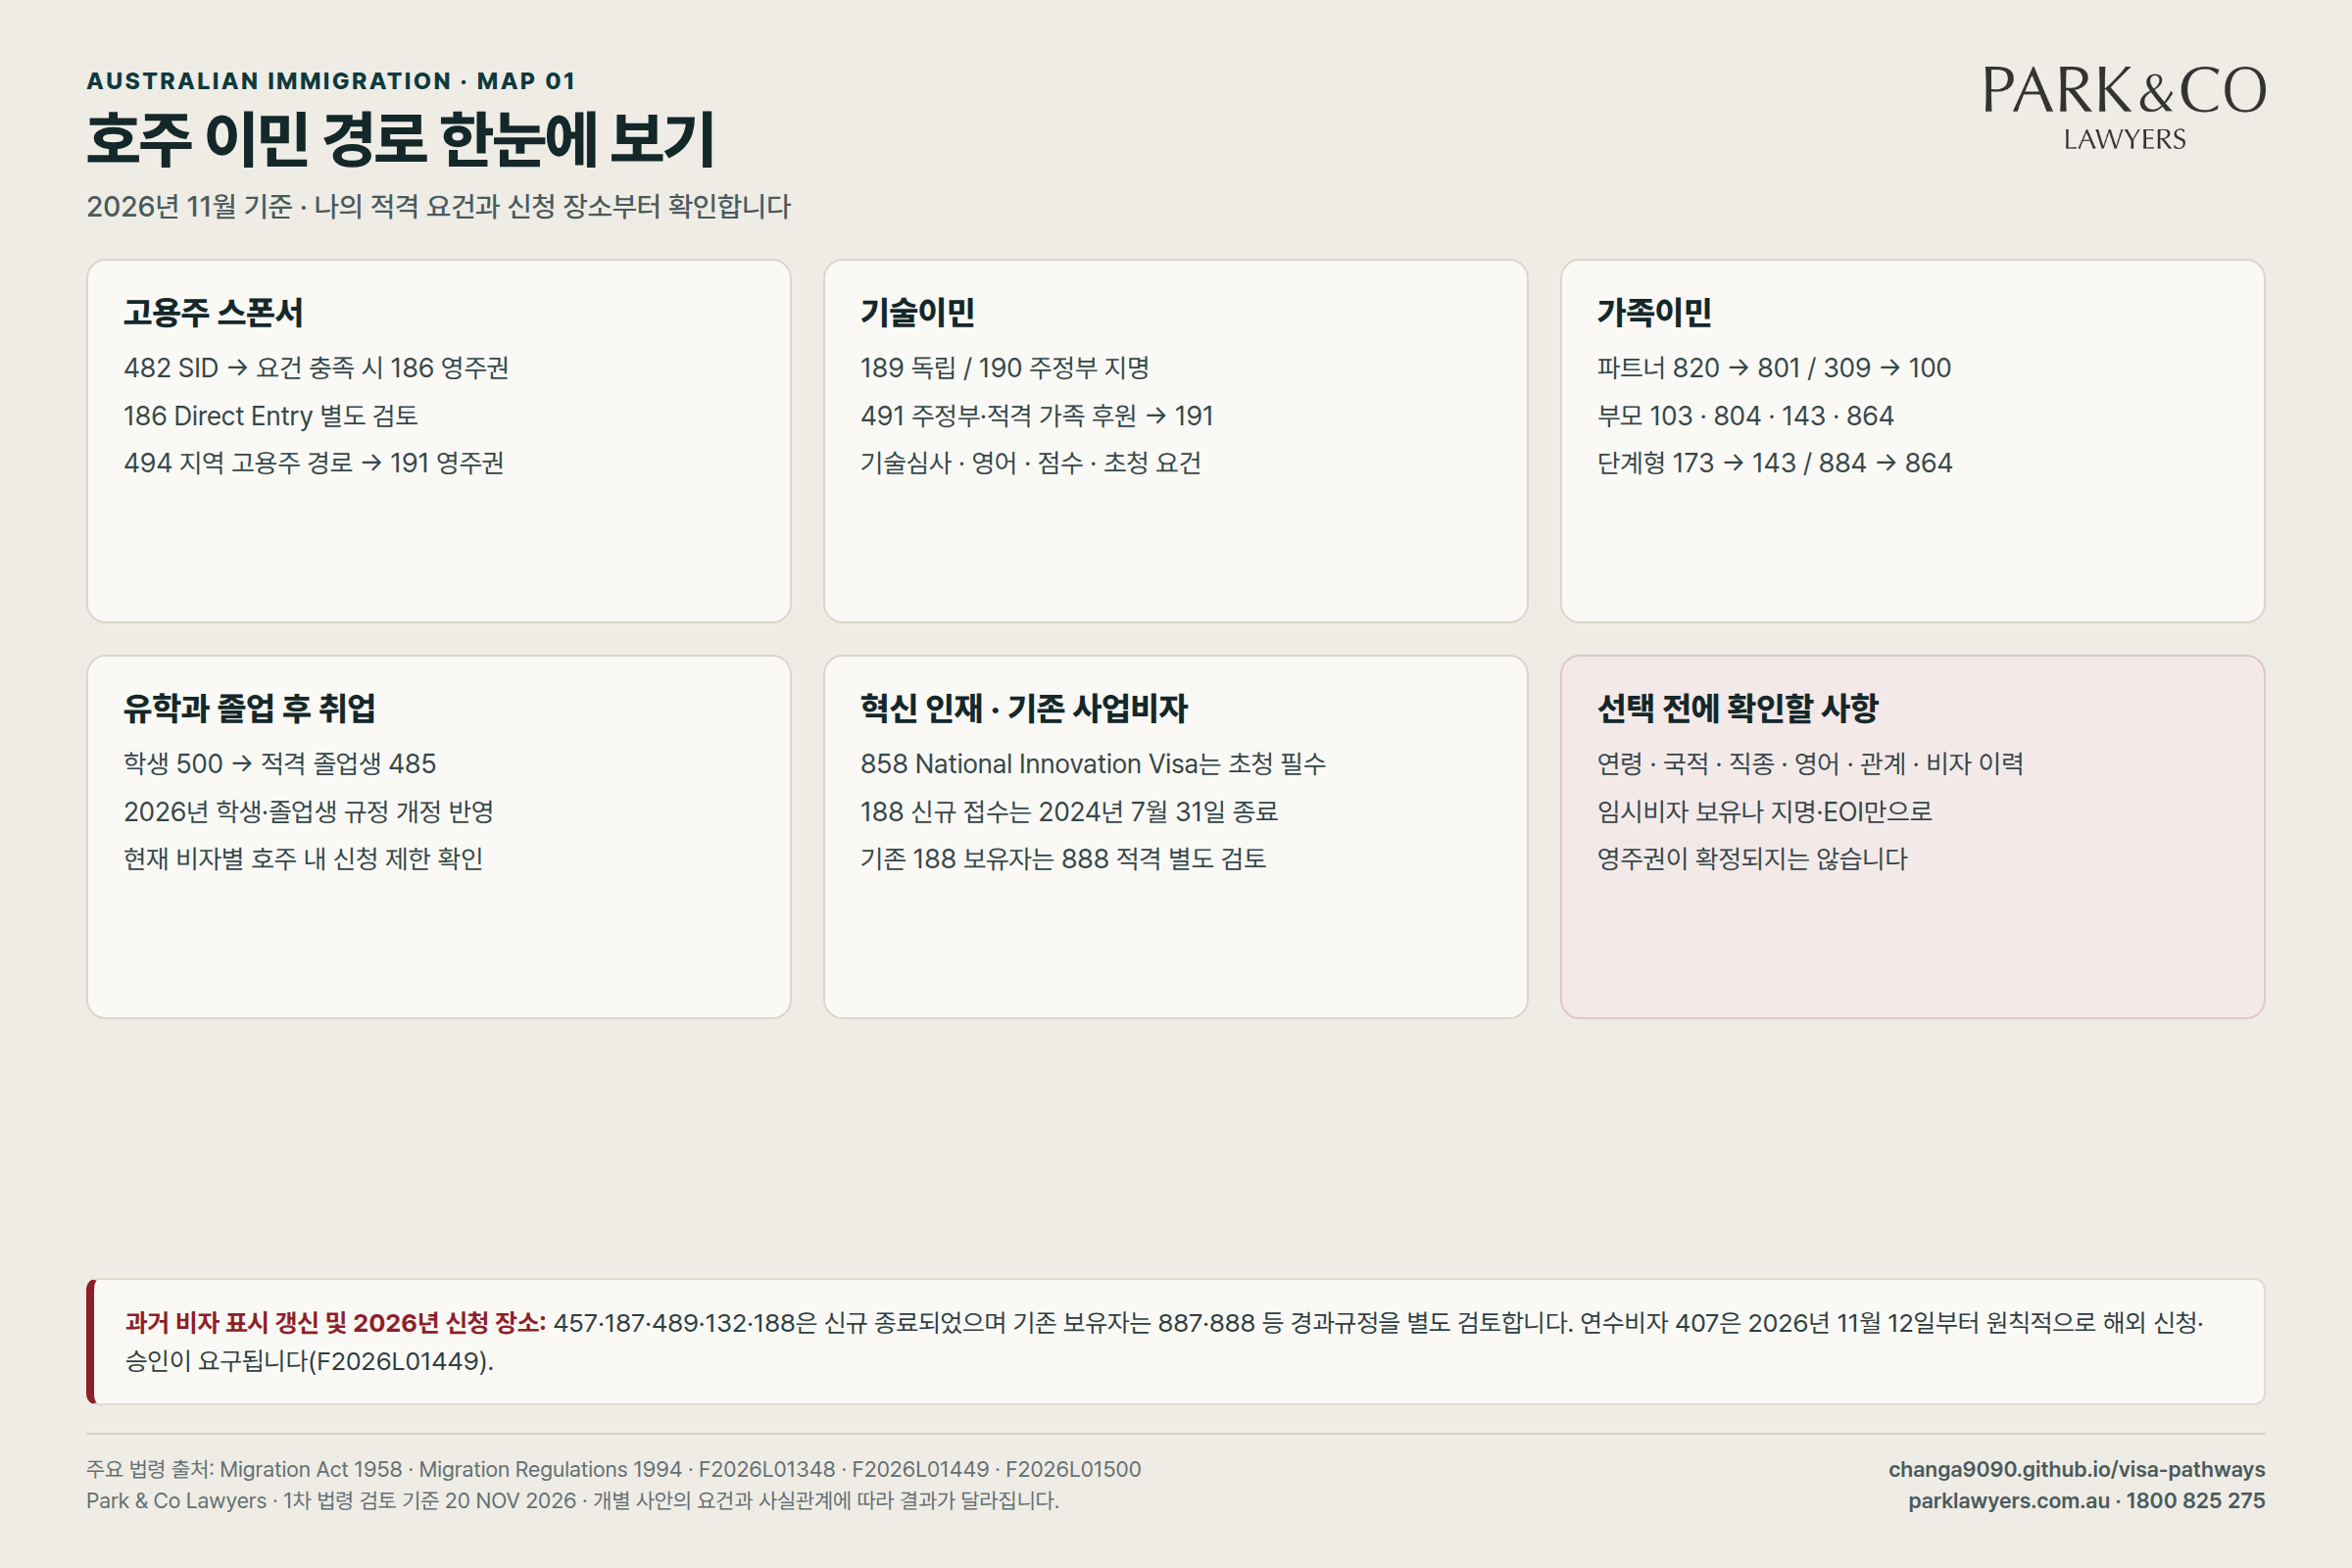 AUSTRALIAN IMMIGRATION · MAP 01
호주 이민 경로 한눈에 보기
2026년 11월 기준 · 나의 적격 요건과 신청 장소부터 확인합니다
PARK & CO
LAWYERS
고용주 스폰서
482 SID → 요건 충족 시 186 영주권
186 Direct Entry 별도 검토
494 지역 고용주 경로 → 191 영주권
기술이민
189 독립 / 190 주정부 지명
491 주정부·적격 가족 후원 → 191
기술심사 · 영어 · 점수 · 초청 요건
가족이민
파트너 820 → 801 / 309 → 100
부모 103 · 804 · 143 · 864
단계형 173 → 143 / 884 → 864
유학과 졸업 후 취업
학생 500 → 적격 졸업생 485
2026년 학생·졸업생 규정 개정 반영
현재 비자별 호주 내 신청 제한 확인
혁신 인재 · 기존 사업비자
858 National Innovation Visa는 초청 필수
188 신규 접수는 2024년 7월 31일 종료
기존 188 보유자는 888 적격 별도 검토
선택 전에 확인할 사항
연령 · 국적 · 직종 · 영어 · 관계 · 비자 이력
임시비자 보유나 지명·EOI만으로
영주권이 확정되지는 않습니다
과거 비자 표시 갱신 및 2026년 신청 장소: 457·187·489·132·188은 신규 종료되었으며 기존 보유자는 887·888 등 경과규정을 별도 검토합니다. 연수비자 407은 2026년 11월 12일부터 원칙적으로 해외 신청·
승인이 요구됩니다(F2026L01449).
주요 법령 출처: Migration Act 1958 · Migration Regulations 1994 · F2026L01348 · F2026L01449 · F2026L01500
Park & Co Lawyers · 1차 법령 검토 기준 20 NOV 2026 · 개별 사안의 요건과 사실관계에 따라 결과가 달라집니다.
changa9090.github.io/visa-pathways
parklawyers.com.au · 1800 825 275